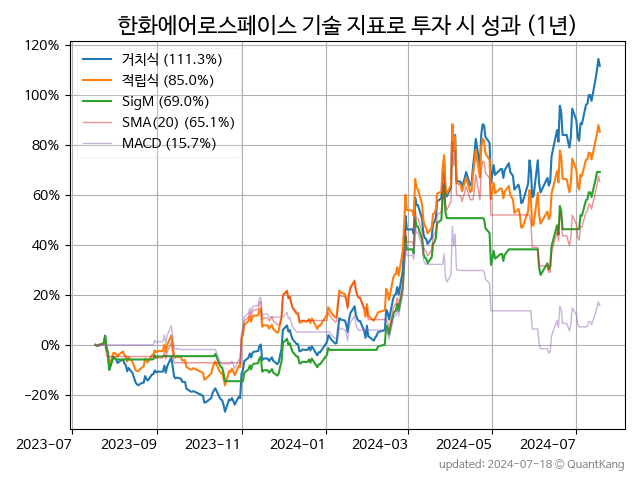 한화에어로스페이스 기술 지표로 투자 시 성과 (1년)
120%
100%
80%
60%
40%
20%
0%
−20%
거치식 (111.3%)
적립식 (85.0%)
SigM (69.0%)
SMA(20) (65.1%)
MACD (15.7%)
2023-07
2023-09
2023-11
2024-01
2024-03
2024-05
2024-07
updated: 2024-07-18 © QuantKang